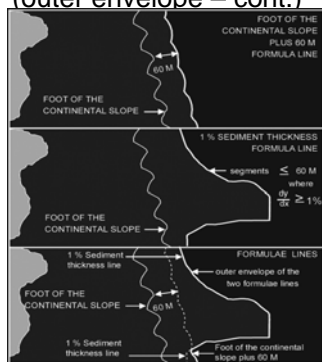 (outer envelope – cont.)
FOOT OF THE
CONTINENTAL SLOPE
PLUS 60 M
FORMULA LINE
60 M
FOOT OF THE
CONTINENTAL SLOPE
1 % SEDIMENT THICKNESS
FORMULA LINE
segments ≤ 60 M
where
dy/dx ≥ 1%
FOOT OF THE
CONTINENTAL SLOPE
1 % Sediment
thickness line
FORMULAE LINES
outer envelope of the
two formulae lines
FOOT OF THE
CONTINENTAL SLOPE
60 M
1 % Sediment
thickness line
Foot of the continental
slope plus 60 M